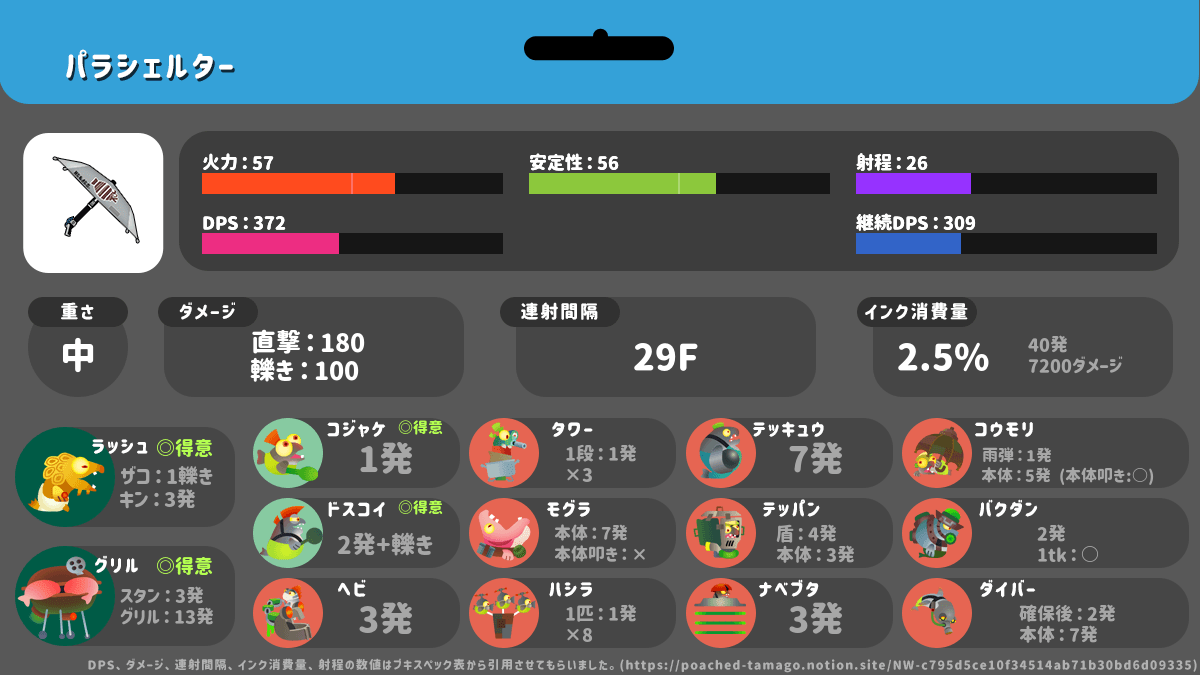 パラシェルター
火力：57
安定性：56
射程：26
DPS：372
継続DPS：309
重さ
中
ダメージ
直撃：180
轢き：100
連射間隔
29F
インク消費量
2.5%
40発
7200ダメージ
ラッシュ ◎得意
ザコ：1轢き
キン：3発
グリル ◎得意
スタン：3発
グリル：13発
コジャケ ◎得意
1発
タワー
1段：1発
×3
テッキュウ
7発
コウモリ
雨弾：1発
本体：5発 (本体叩き:○)
ドスコイ ◎得意
2発+轢き
モグラ
本体：7発
本体叩き：×
テッパン
盾：4発
本体：3発
バクダン
2発
1tk：○
ヘビ
3発
ハシラ
1匹：1発
×8
ナベブタ
3発
ダイバー
確保後：2発
本体：7発
DPS、ダメージ、連射間隔、インク消費量、射程の数値はブキスペック表から引用させてもらいました。(https://poached-tamago.notion.site/NW-c795d5ce10f34514ab71b30bd6d09335)